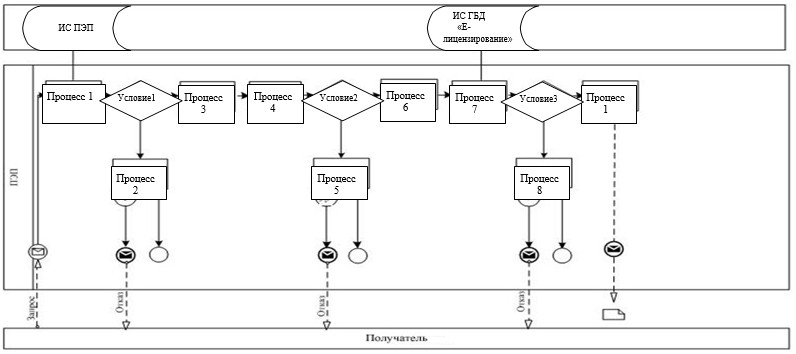 ИС ПЭП
ИС ГБД
«Е-
лицензирование»
Процесс 1
Условие1
Процесс
3
Процесс
4
Условие2
Процесс
6
Процесс
7
Условие3
Процесс
1
Процесс
2
Процесс
5
Процесс
8
Запрос
Отказ
Отказ
Отказ
Получатель